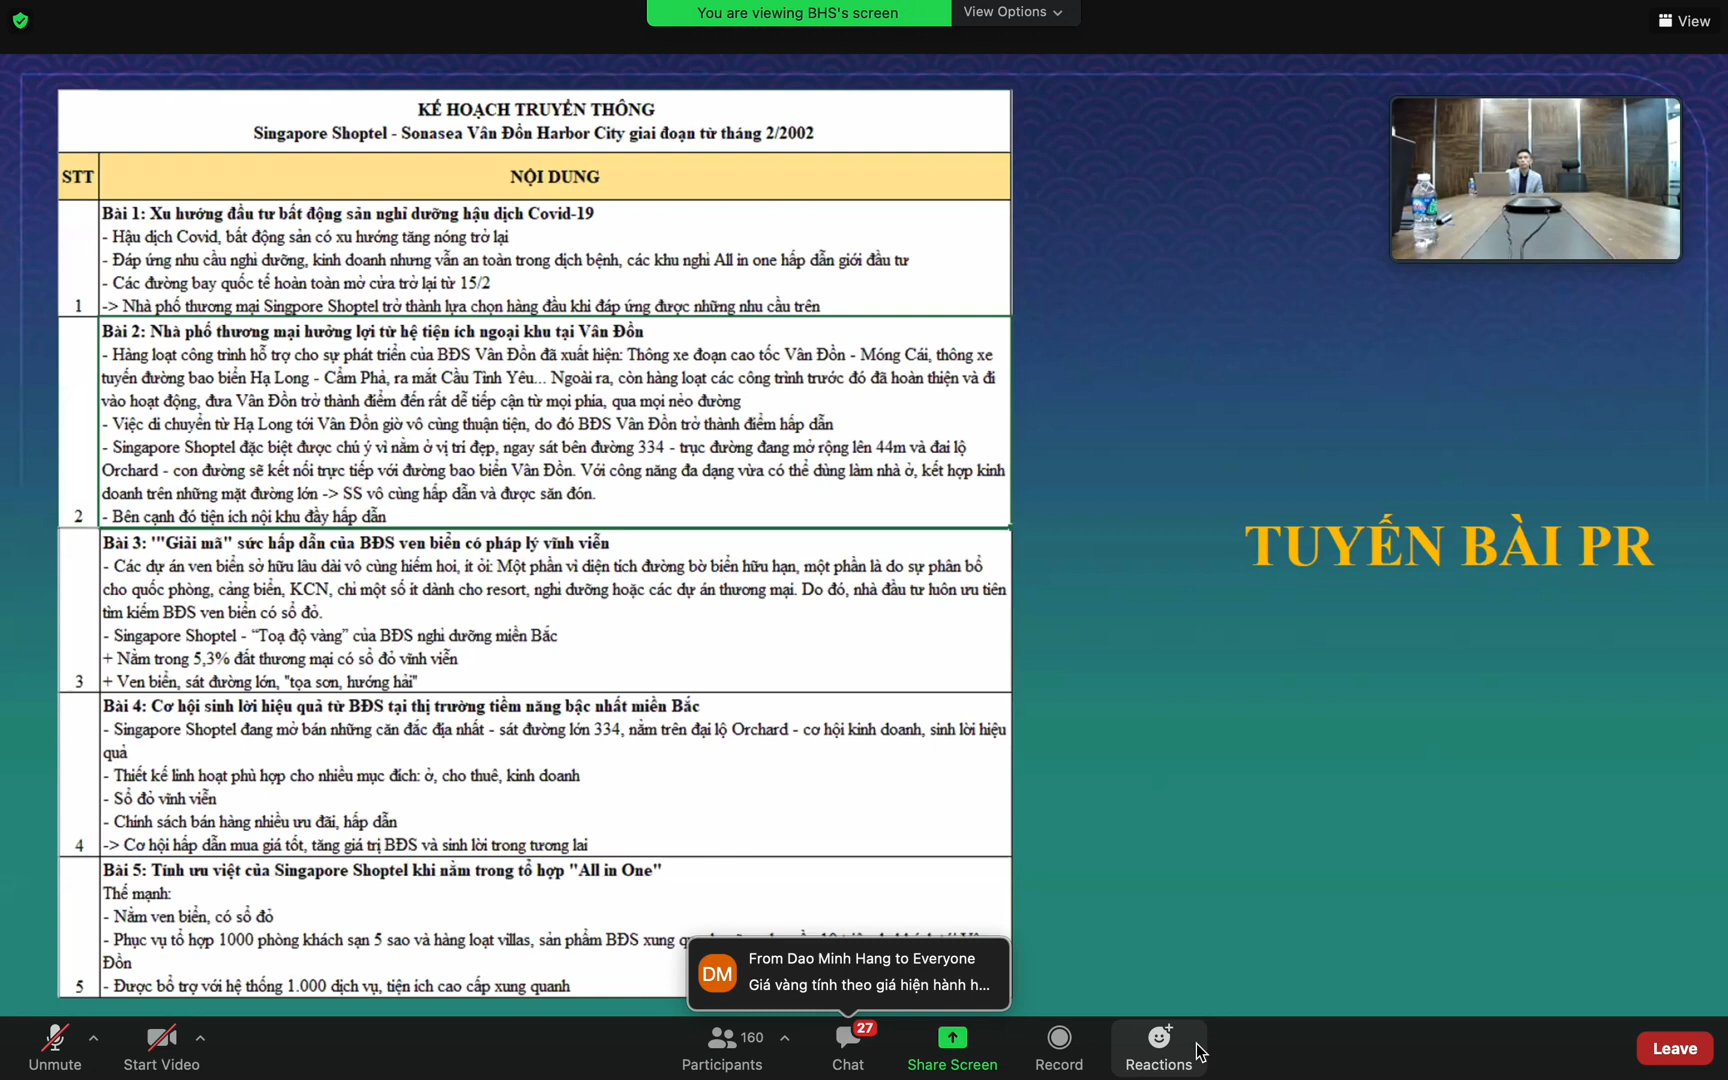 You are viewing BHS's screen
View Options
View
KẾ HOẠCH TRUYỀN THÔNG
Singapore Shoptel - Sonasea Vân Đồn Harbor City giai đoạn từ tháng 2/2002
STT
NỘI DUNG
Bài 1: Xu hướng đầu tư bất động sản nghỉ dưỡng hậu dịch Covid-19
- Hậu dịch Covid, bất động sản có xu hướng tăng nóng trở lại
- Đáp ứng nhu cầu nghỉ dưỡng, kinh doanh nhưng vẫn an toàn trong dịch bệnh, các khu nghỉ All in one hấp dẫn giới đầu tư
- Các đường bay quốc tế hoàn toàn mở cửa trở lại từ 15/2
1
-> Nhà phố thương mại Singpore Shoptel trở thành lựa chọn hàng đầu khi đáp ứng được những nhu cầu trên
Bài 2: Nhà phố thương mại hưởng lợi từ hệ tiện ích ngoại khu tại Vân Đồn
- Hàng loạt công trình hỗ trợ cho sự phát triển của BĐS Vân Đồn đã xuất hiện: Thông xe đoạn cao tốc Vân Đồn - Móng Cái, thông xe
tuyến đường bao biển Hạ Long - Cẩm Phả, ra mắt Cầu Tình Yêu... Ngoài ra, còn hàng loạt các công trình trước đó đã hoàn thiện và đi
vào hoạt động, đưa Vân Đồn trở thành điểm đến rất dễ tiếp cận từ mọi phía, qua mọi nẻo đường
- Việc di chuyển từ Hạ Long tới Vân Đồn giờ vô cùng thuận tiện, do đó BĐS Vân Đồn trở thành điểm hấp dẫn
- Singapore Shoptel đặc biệt được chú ý vì nằm ở vị trí đẹp, ngay sát bên đường 334 - trục đường đang mở rộng lên 44m và đai lộ
Orchard - con đường sẽ kết nối trực tiếp với đường bao biển Vân Đồn. Với công năng đa dạng vừa có thể dùng làm nhà ở, kết hợp kinh
doanh trên những mặt đường lớn -> SS vô cùng hấp dẫn và được săn đón.
2
- Bên cạnh đó tiện ích nội khu đầy hấp dẫn
Bài 3: '"Giải mã" sức hấp dẫn của BĐS ven biển có pháp lý vĩnh viễn
- Các dự án ven biển sở hữu lâu dài vô cùng hiếm hoi, ít ỏi: Một phần vì diện tích đường bờ biển hữu hạn, một phần là do sự phân bổ
cho quốc phòng, cảng biển, KCN, chỉ một số ít dành cho resort, nghỉ dưỡng hoặc các dự án thương mại. Do đó, nhà đầu tư luôn ưu tiên
tìm kiếm BĐS ven biển có sổ đỏ.
- Singapore Shoptel - “Toạ độ vàng” của BĐS nghỉ dưỡng miền Bắc
+ Nằm trong 5,3% đất thương mại có sổ đỏ vĩnh viễn
3
+ Ven biển, sát đường lớn, "tọa sơn, hướng hải"
Bài 4: Cơ hội sinh lời hiệu quả từ BĐS tại thị trường tiềm năng bậc nhất miền Bắc
- Singapore Shoptel đang mở bán những căn đắc địa nhất - sát đường lớn 334, nằm trên đại lộ Orchard - cơ hội kinh doanh, sinh lời hiệu
quả
- Thiết kế linh hoạt phù hợp cho nhiều mục đích: ở, cho thuê, kinh doanh
- Sổ đỏ vĩnh viễn
- Chính sách bán hàng nhiều ưu đãi, hấp dẫn
4
-> Cơ hội hấp dẫn mua giá tốt, tăng giá trị BĐS và sinh lời trong tương lai
Bài 5: Tính ưu việt của Singapore Shoptel khi nằm trong tổ hợp "All in One"
Thế mạnh:
- Nằm ven biển, có sổ đỏ
- Phục vụ tổ hợp 1000 phòng khách sạn 5 sao và hàng loạt villas, sản phẩm BĐS xung
Đồn
5
- Được bổ trợ với hệ thống 1.000 dịch vụ, tiện ích cao cấp xung quanh
TUYẾN BÀI PR
DM
From Dao Minh Hang to Everyone
Giá vàng tính theo giá hiện hành h...
Unmute
Start Video
160
Participants
27
Chat
Share Screen
Record
Reactions
Leave